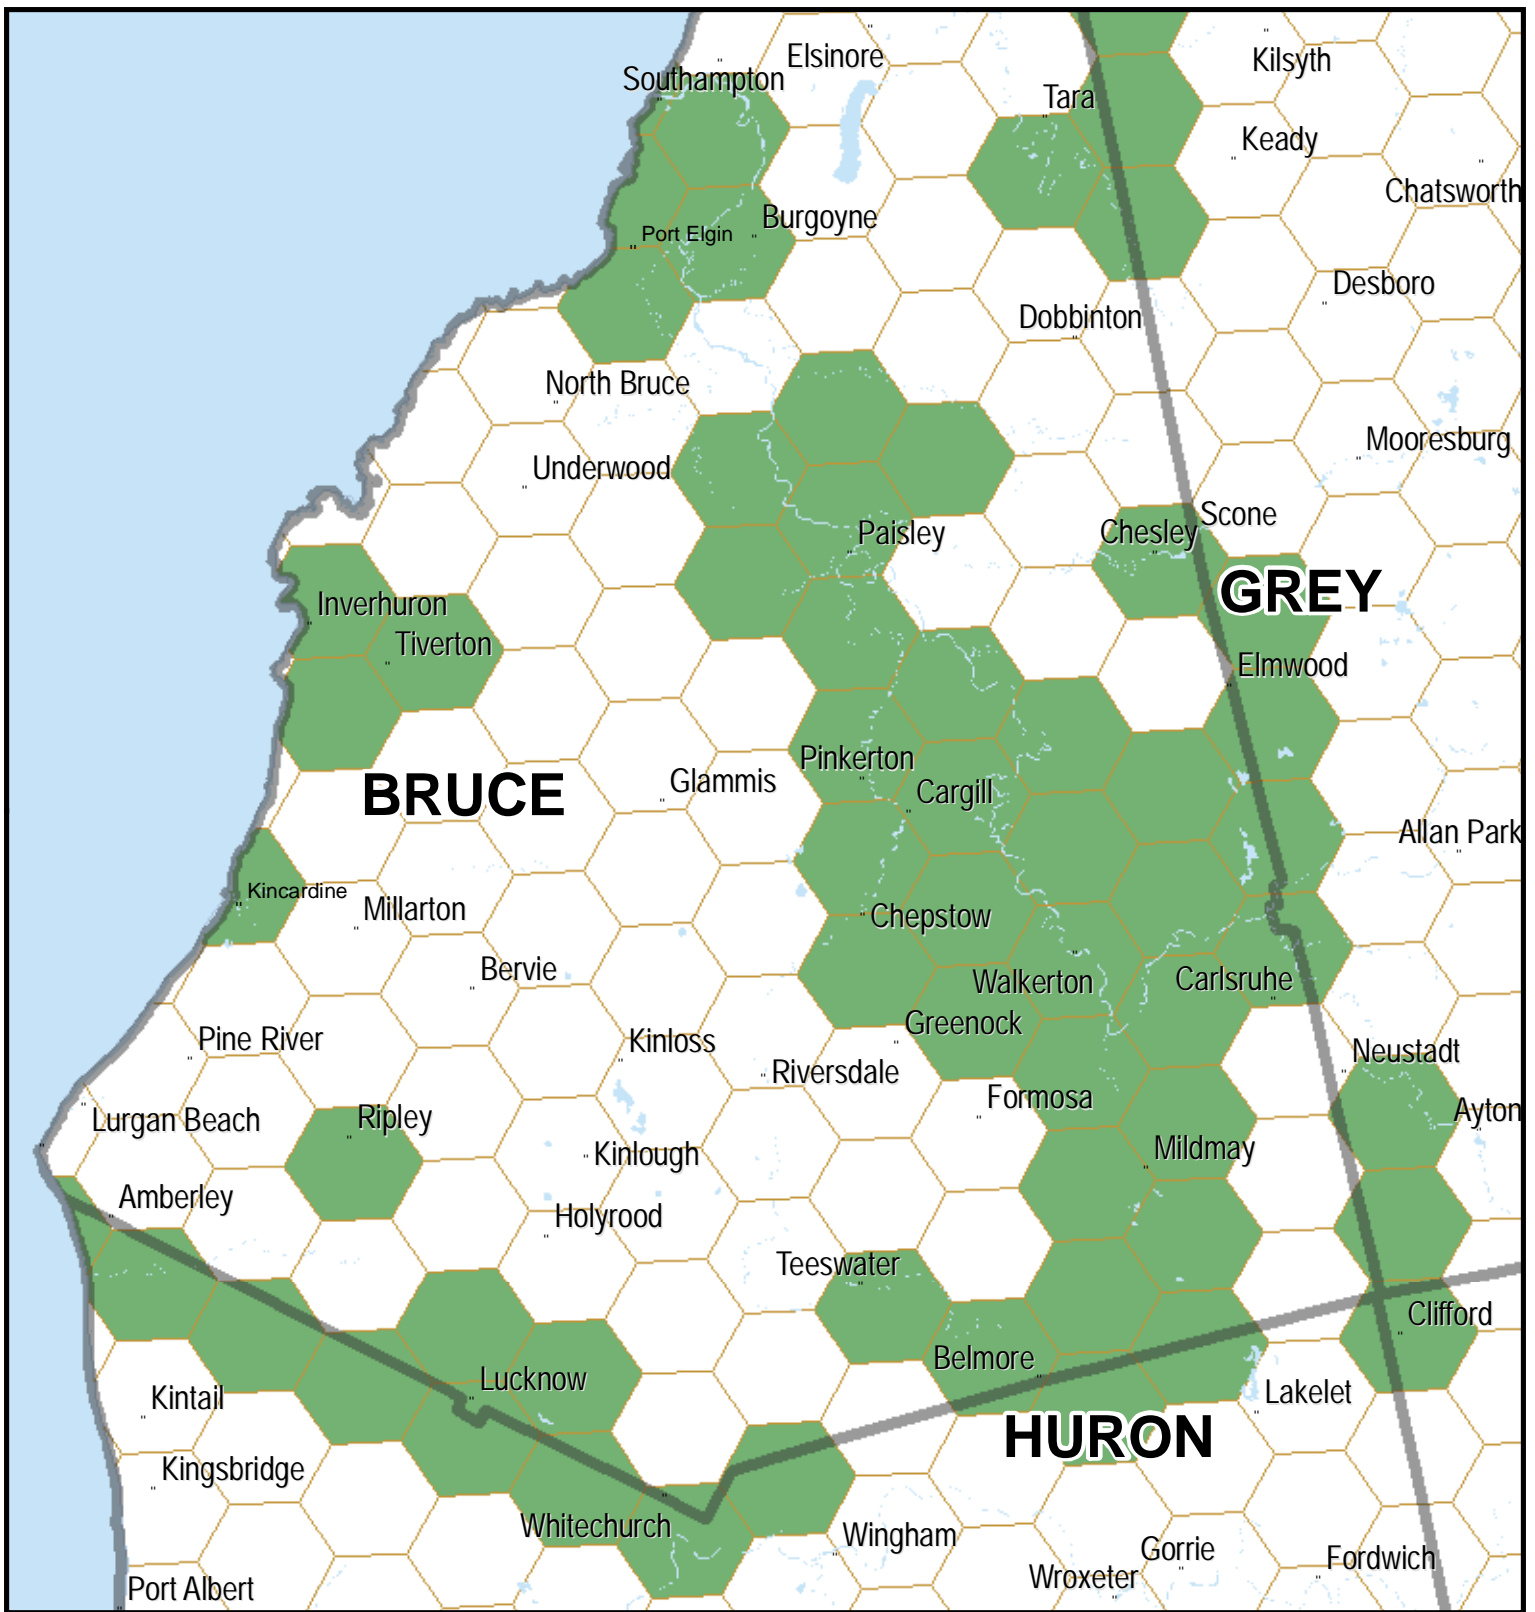 Elsinore
Kilsyth
Southampton
Tara
Keady
Chatsworth
Burgoyne
Port Elgin
Desboro
Dobbinton
North Bruce
Mooresburg
Underwood
Scone
Chesley
Paisley
GREY
Inverhuron
Tiverton
Elmwood
Pinkerton
Glammis
BRUCE
Cargill
Allan Park
Kincardine
Millarton
Chepstow
Bervie
Walkerton
Carlsruhe
Greenock
Pine River
Kinloss
Neustadt
Riversdale
Formosa
Ayton
Lurgan Beach
Ripley
Mildmay
Kinlough
Amberley
Holyrood
Teeswater
Clifford
Belmore
Lucknow
Lakelet
Kintail
HURON
Kingsbridge
Whitechurch
Wingham
Gorrie
Fordwich
Wroxeter
Port Albert